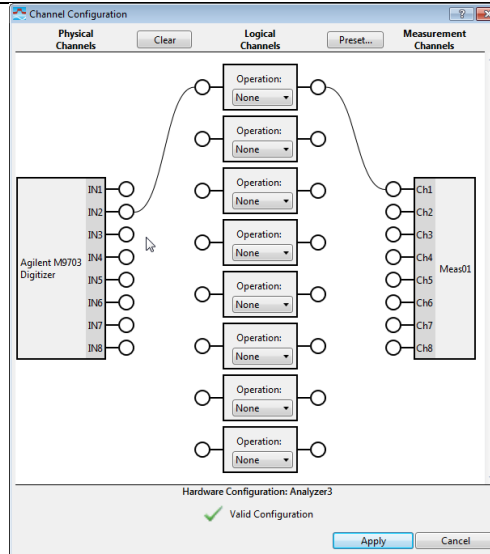 Channel Configuration
Physical
Channels
Clear
Logical
Channels
Preset...
Measurement
Channels
Operation:
None
Operation:
None
Operation:
None
Operation:
None
Operation:
None
Operation:
None
Operation:
None
Operation:
None
Agilent M9703
Digitizer
IN1
IN2
IN3
IN4
IN5
IN6
IN7
IN8
Ch1
Ch2
Ch3
Ch4
Ch5
Ch6
Ch7
Ch8
Meas01
Hardware Configuration: Analyzer3
Valid Configuration
Apply
Cancel